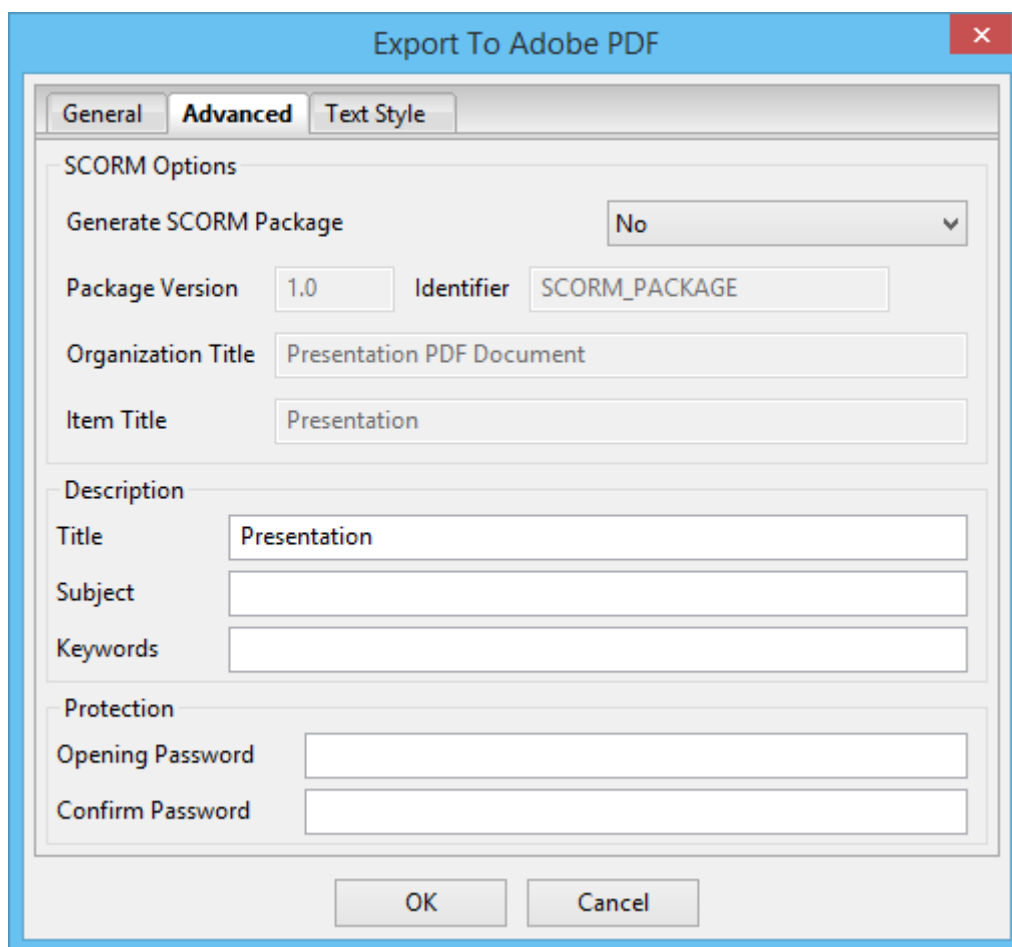 Export To Adobe PDF
General Advanced Text Style
SCORM Options
Generate SCORM Package No
Package Version 1.0 Identifier SCORM_PACKAGE
Organization Title Presentation PDF Document
Item Title Presentation
Description
Title Presentation
Subject
Keywords
Protection
Opening Password
Confirm Password
OK Cancel